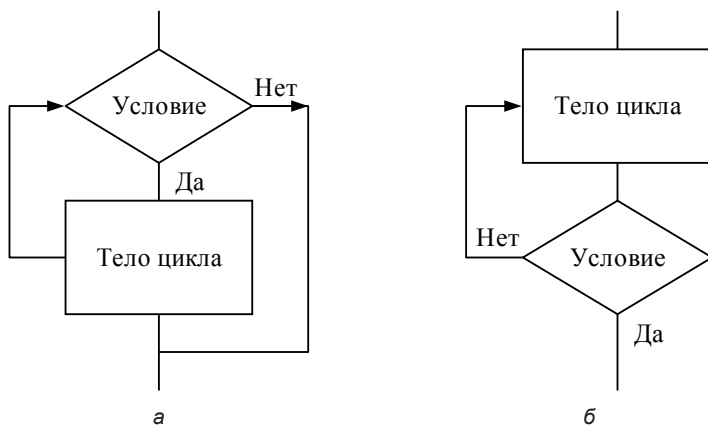 Условие
Нет
Да
Тело цикла
а
Тело цикла
Нет
Условие
Да
б